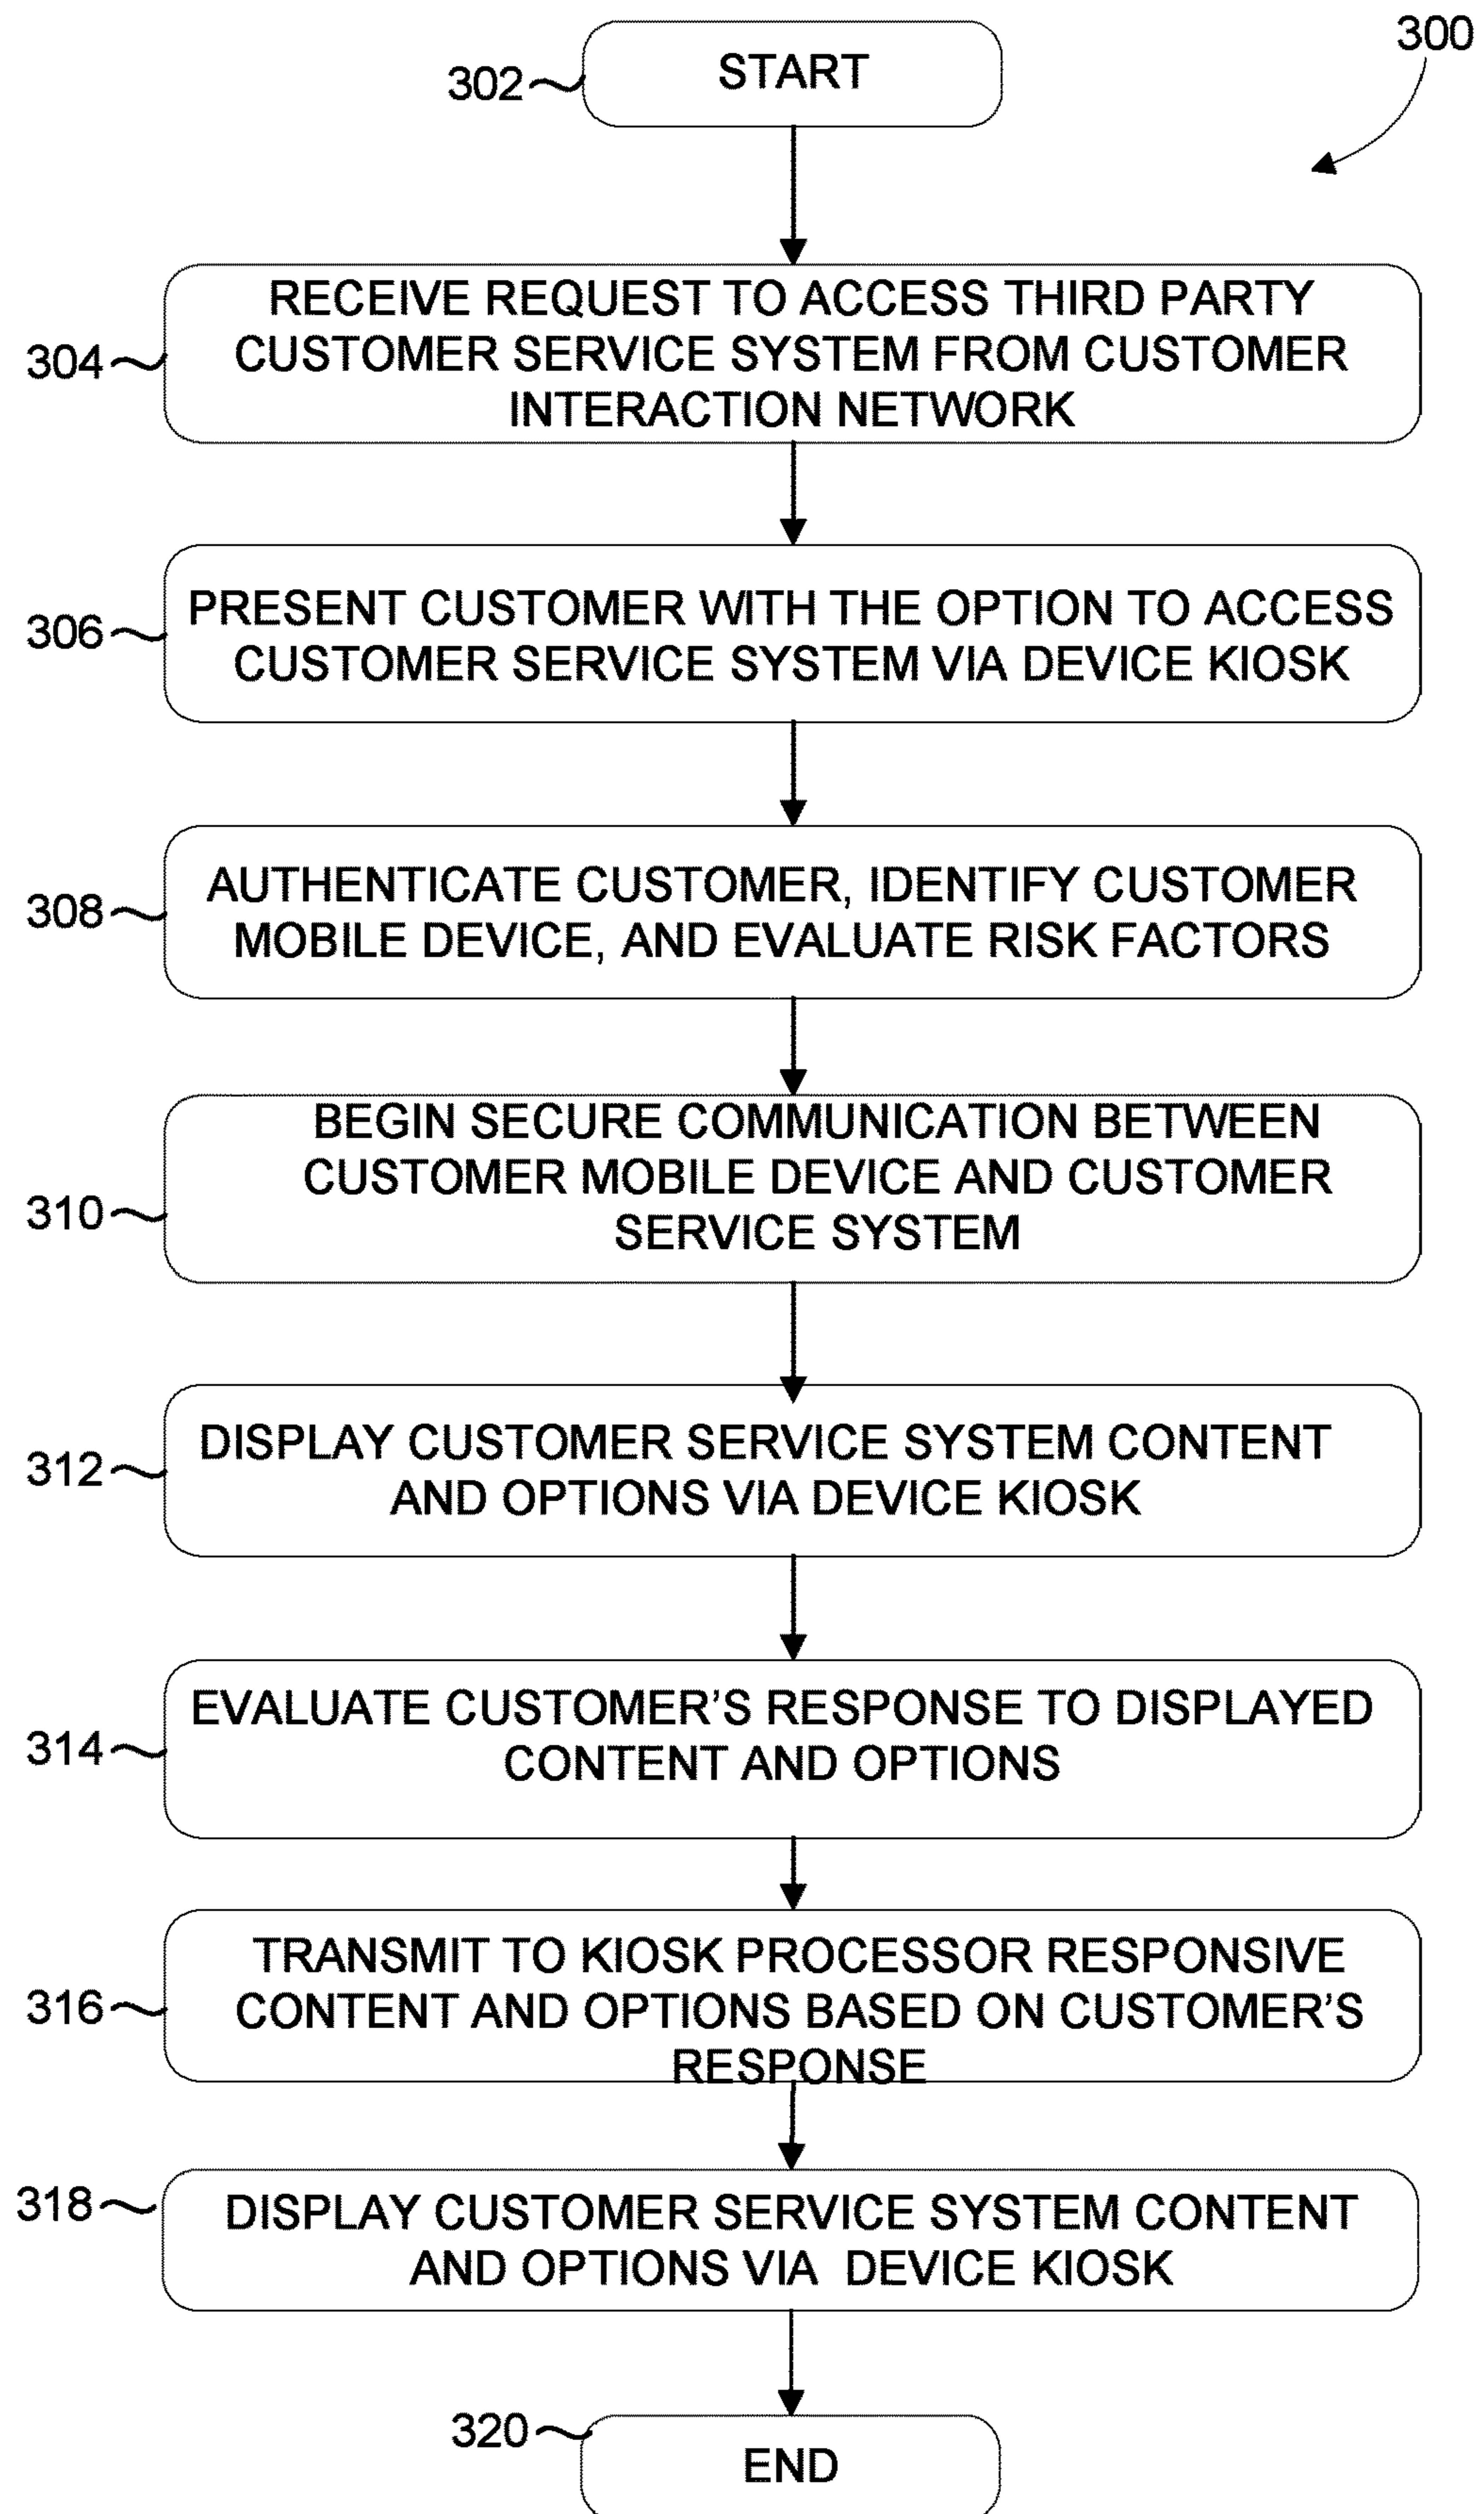 300
302
START
304
RECEIVE REQUEST TO ACCESS THIRD PARTY
CUSTOMER SERVICE SYSTEM FROM CUSTOMER
INTERACTION NETWORK
306
PRESENT CUSTOMER WITH THE OPTION TO ACCESS
CUSTOMER SERVICE SYSTEM VIA DEVICE KIOSK
308
AUTHENTICATE CUSTOMER, IDENTIFY CUSTOMER
MOBILE DEVICE, AND EVALUATE RISK FACTORS
310
BEGIN SECURE COMMUNICATION BETWEEN
CUSTOMER MOBILE DEVICE AND CUSTOMER
SERVICE SYSTEM
312
DISPLAY CUSTOMER SERVICE SYSTEM CONTENT
AND OPTIONS VIA DEVICE KIOSK
314
EVALUATE CUSTOMER’S RESPONSE TO DISPLAYED
CONTENT AND OPTIONS
316
TRANSMIT TO KIOSK PROCESSOR RESPONSIVE
CONTENT AND OPTIONS BASED ON CUSTOMER’S
RESPONSE
318
DISPLAY CUSTOMER SERVICE SYSTEM CONTENT
AND OPTIONS VIA DEVICE KIOSK
320
END